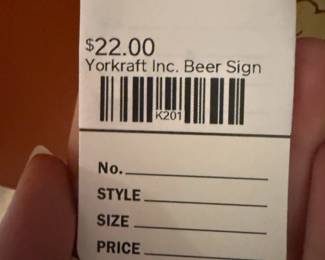 $22.00
Yorkraft Inc. Beer Sign
K201
No.
STYLE
SIZE
PRICE